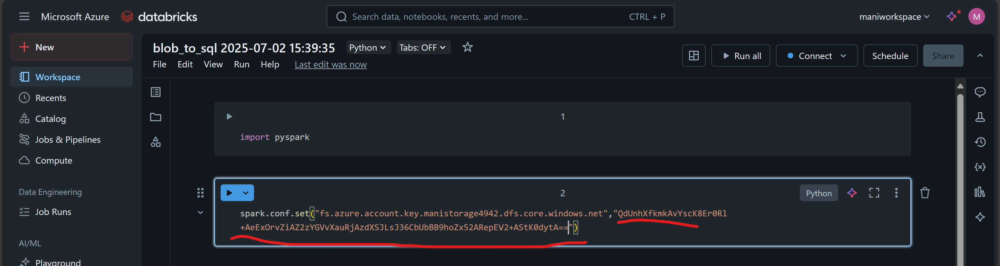 Microsoft Azure databricks
Search data, notebooks, recents, and more... CTRL + P
maniworkspace M
New
Workspace
Recents
Catalog
Jobs & Pipelines
Compute
Data Engineering
Job Runs
AI/ML
Playground
blob_to_sql 2025-07-02 15:39:35 Python Tabs: OFF
File Edit View Run Help Last edit was now
Run all Connect Schedule Share
1
import pyspark
2
Python
spark.conf.set("fs.azure.account.key.manistorage4942.dfs.core.windows.net","QdUnhXfkmkAvYscK8Er0Rl
+AeExOrvZiAZ2zYGVvXauRjAzdXSJLsJ36CbUbBB9hoZx52ARepEV2+AStK0dytA==")